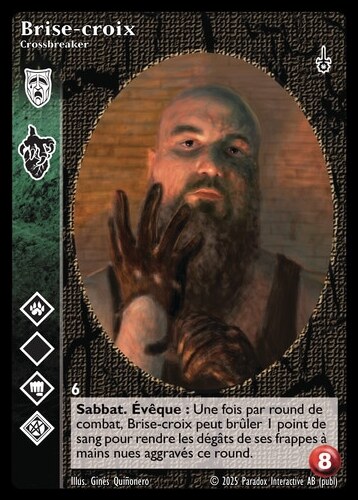 Brise-croix
Crossbreaker
6
Sabbat. Évêque : Une fois par round de
combat, Brise-croix peut brûler 1 point de
sang pour rendre les dégâts de ses frappes à
mains nues aggravés ce round.
8
Illus. Ginés Quiñonero
© 2025 Paradox Interactive AB (publ)